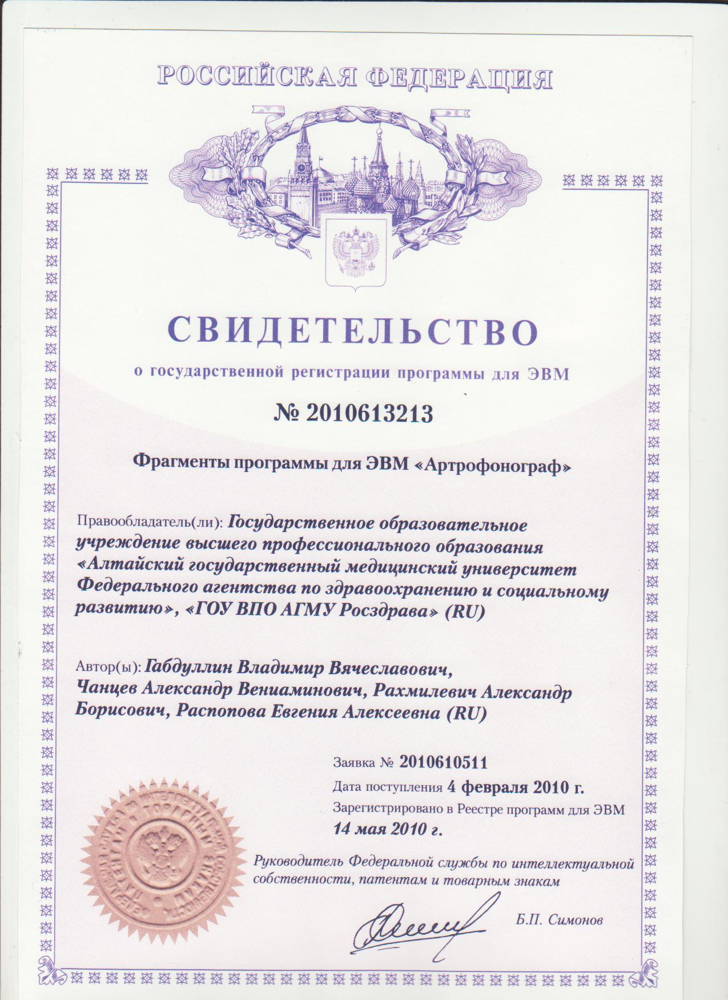 РОССИЙСКАЯ ФЕДЕРАЦИЯ
СВИДЕТЕЛЬСТВО
о государственной регистрации программы для ЭВМ
№ 2010613213
Фрагменты программы для ЭВМ «Артрофонограф»
Правообладатель(ли): Государственное образовательное
учреждение высшего профессионального образования
«Алтайский государственный медицинский университет
Федерального агентства по здравоохранению и социальному
развитию», «ГОУ ВПО АГМУ Росздрава» (RU)
Автор(ы): Габдуллин Владимир Вячеславович,
Чанцев Александр Вениаминович, Рахмилевич Александр
Борисович, Распопова Евгения Алексеевна (RU)
Заявка № 2010610511
Дата поступления 4 февраля 2010 г.
Зарегистрировано в Реестре программ для ЭВМ
14 мая 2010 г.
Руководитель Федеральной службы по интеллектуальной
собственности, патентам и товарным знакам
Б.П. Симонов